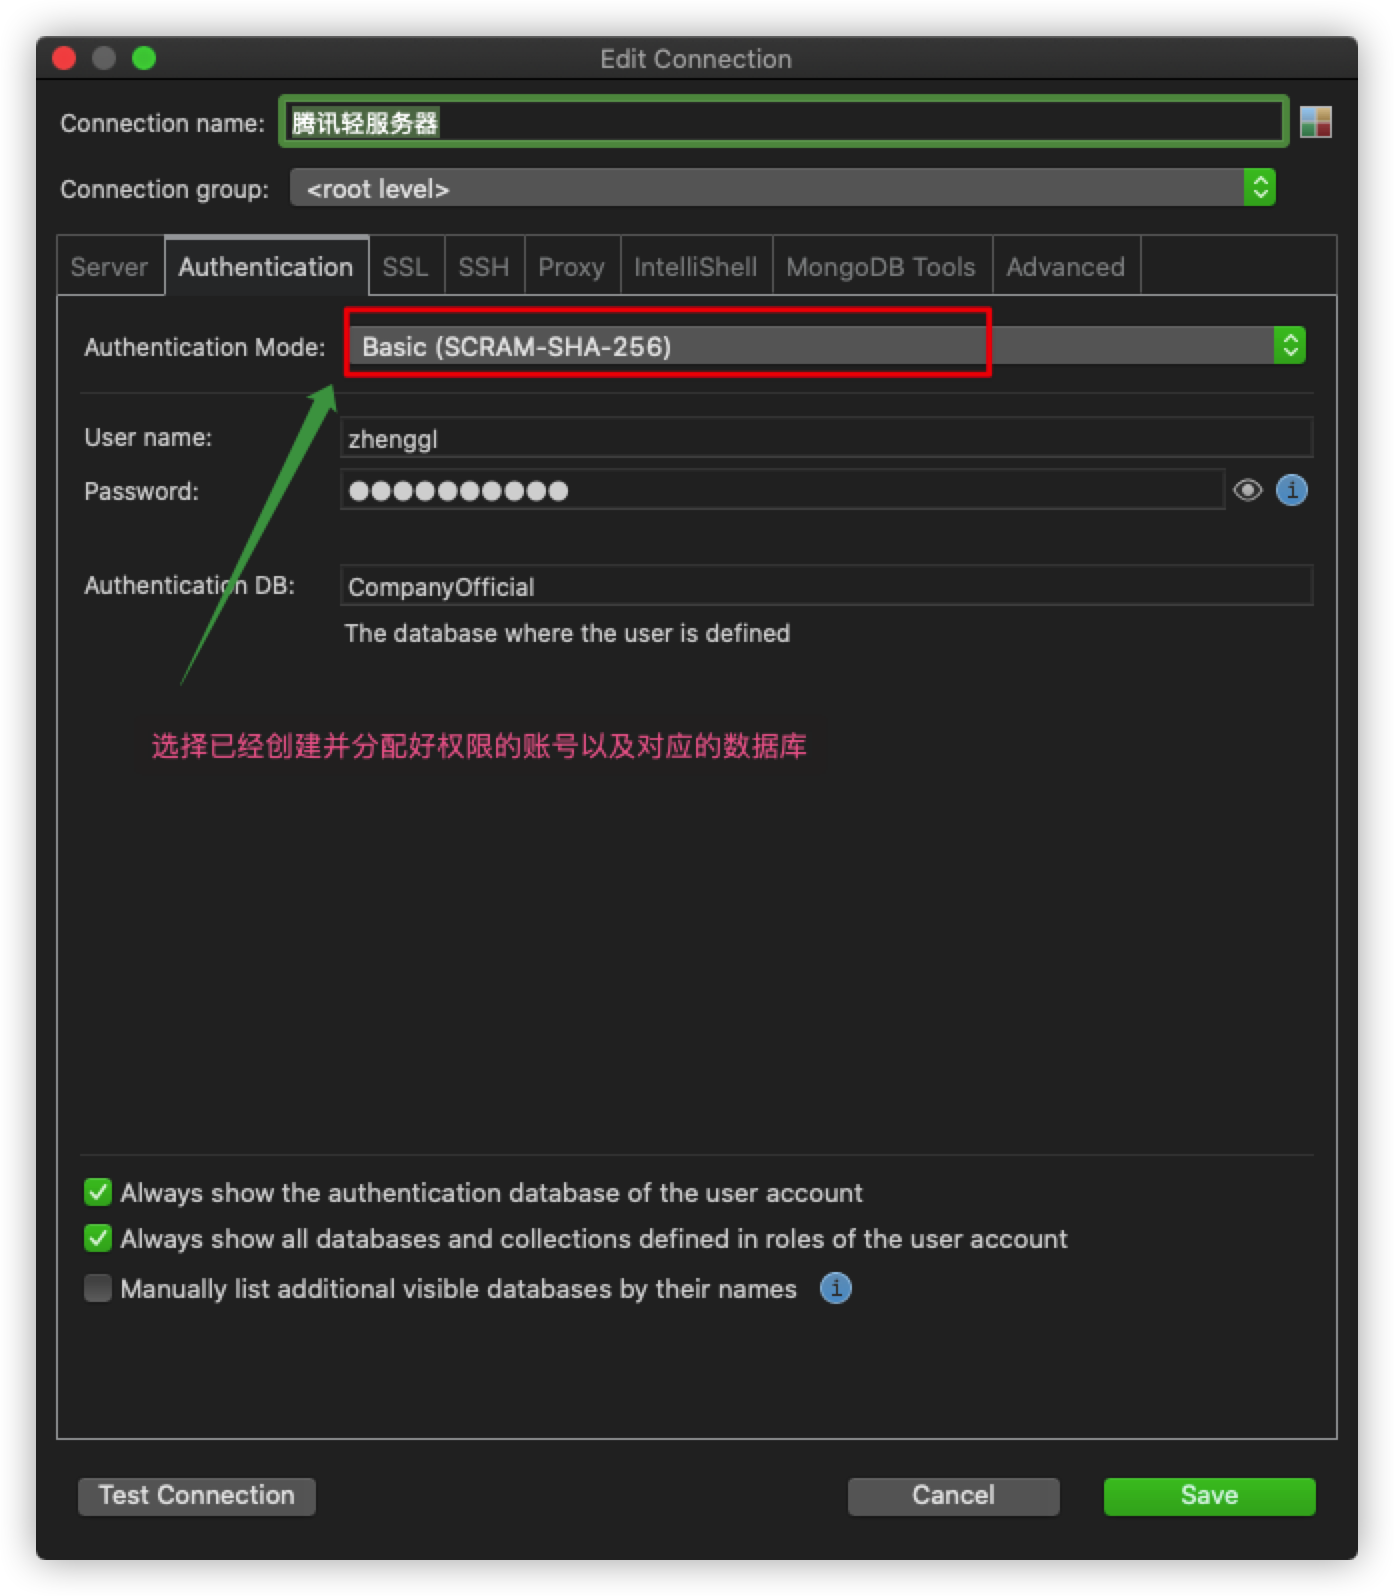 Edit Connection
Connection name: 腾讯轻服务器
Connection group: <root level>
Server Authentication SSL SSH Proxy IntelliShell MongoDB Tools Advanced
Authentication Mode: Basic (SCRAM-SHA-256)
User name: zhenggl
Password: ●●●●●●●●●●
Authentication DB: CompanyOfficial
The database where the user is defined
选择已经创建并分配好权限的账号以及对应的数据库
Always show the authentication database of the user account
Always show all databases and collections defined in roles of the user account
Manually list additional visible databases by their names
Test Connection Cancel Save